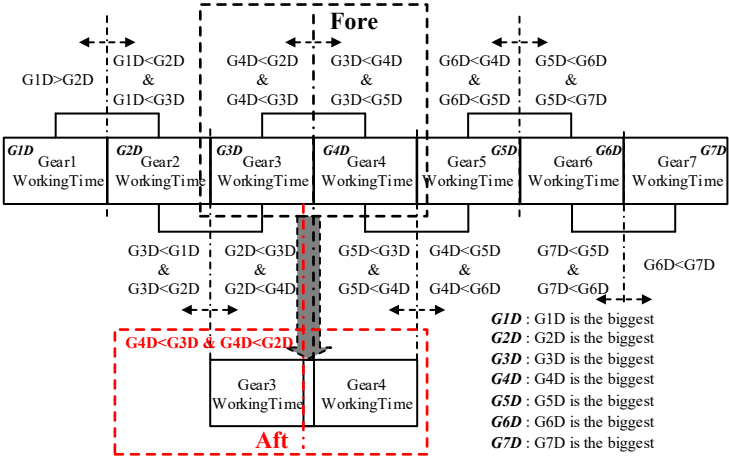 Fore
G1D>G2D
G1D<G2D
&
G1D<G3D
G4D<G2D
&
G4D<G3D
G3D<G4D
&
G3D<G5D
G6D<G4D
&
G6D<G5D
G5D<G6D
&
G5D<G7D
G1D
Gear1
WorkingTime
G2D
Gear2
WorkingTime
G3D
Gear3
WorkingTime
G4D
Gear4
WorkingTime
G5D
Gear5
WorkingTime
G6D
Gear6
WorkingTime
G7D
Gear7
WorkingTime
G3D<G1D
&
G3D<G2D
G2D<G3D
&
G2D<G4D
G5D<G3D
&
G5D<G4D
G4D<G5D
&
G4D<G6D
G7D<G5D
&
G7D<G6D
G6D<G7D
G4D<G3D & G4D<G2D
Gear3
WorkingTime
Gear4
WorkingTime
Aft
G1D : G1D is the biggest
G2D : G2D is the biggest
G3D : G3D is the biggest
G4D : G4D is the biggest
G5D : G5D is the biggest
G6D : G6D is the biggest
G7D : G7D is the biggest